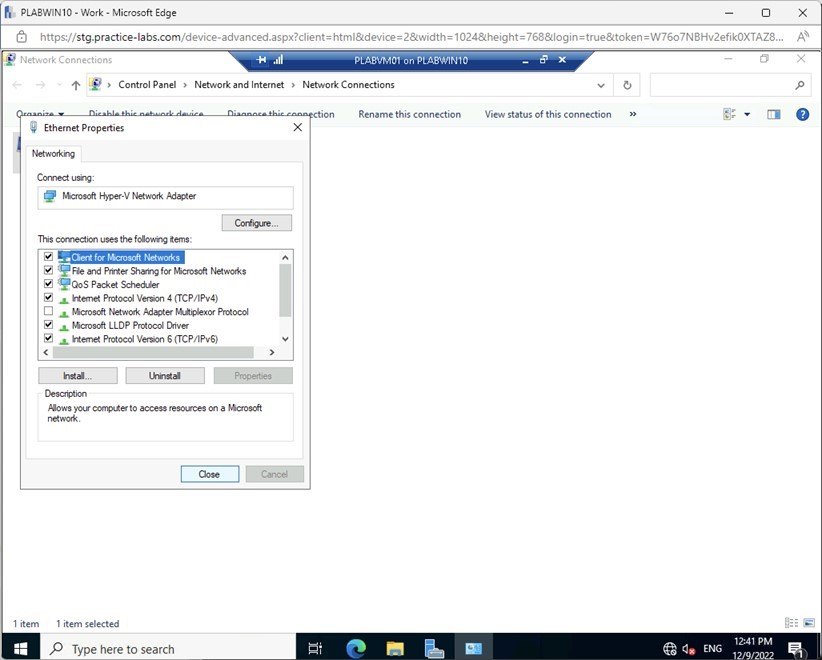 PLABWIN10 - Work - Microsoft Edge
https://stg.practice-labs.com/device-advanced.aspx?client=html&device=2&width=1024&height=768&login=true&token=W76o7NBHv2efik0XTAZ8...
Network Connections
PLABVM01 on PLABWIN10
Control Panel > Network and Internet > Network Connections
Organize Disable this network device Diagnose this connection Rename this connection View status of this connection »
Ethernet Properties
Networking
Connect using:
Microsoft Hyper-V Network Adapter
Configure...
This connection uses the following items:
Client for Microsoft Networks
File and Printer Sharing for Microsoft Networks
QoS Packet Scheduler
Internet Protocol Version 4 (TCP/IPv4)
Microsoft Network Adapter Multiplexor Protocol
Microsoft LLDP Protocol Driver
Internet Protocol Version 6 (TCP/IPv6)
Install... Uninstall Properties
Description
Allows your computer to access resources on a Microsoft
network.
Close Cancel
1 item 1 item selected
Type here to search
ENG
12:41 PM
12/9/2022
1